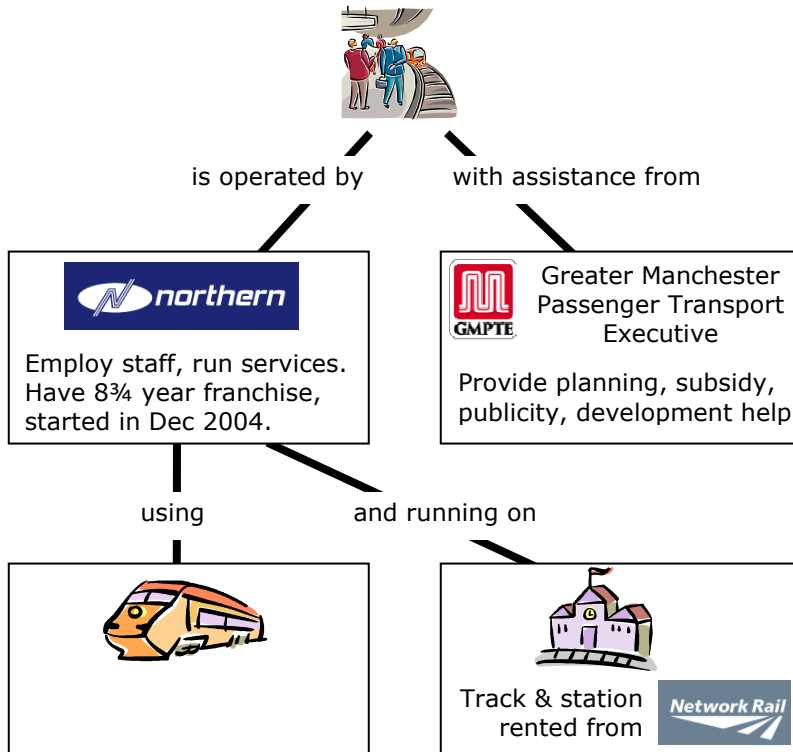 is operated by
with assistance from
northern
Employ staff, run services.
Have 8¾ year franchise,
started in Dec 2004.
GMPTE
Greater Manchester
Passenger Transport
Executive
Provide planning, subsidy,
publicity, development help
using
and running on
Track & station
rented from
Network Rail